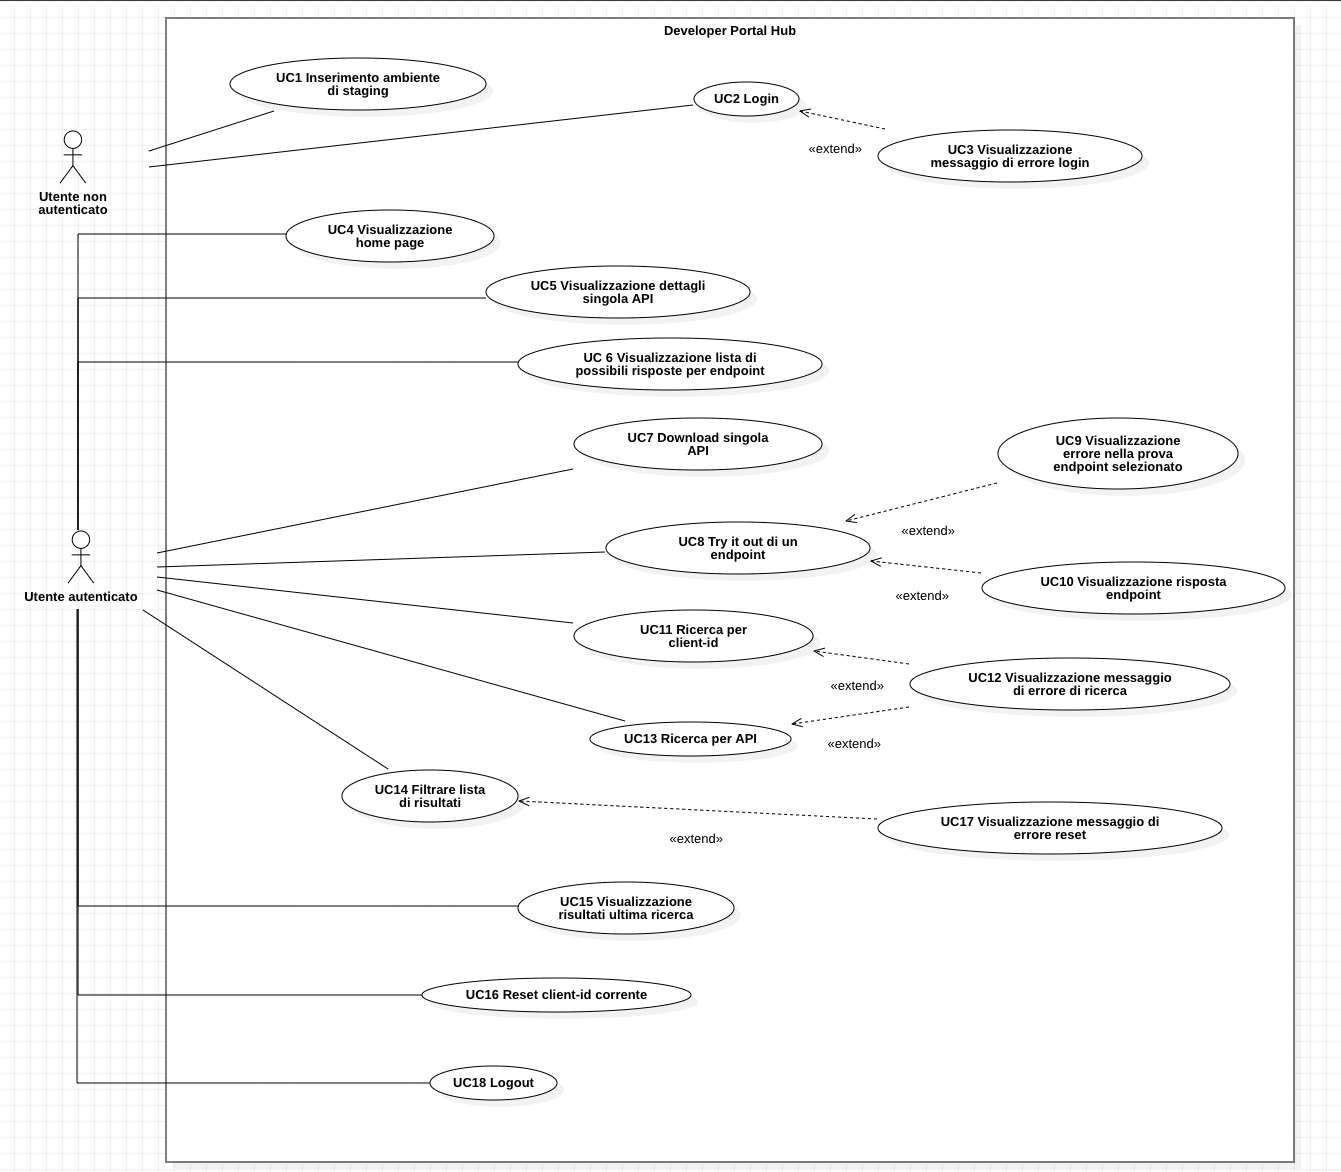 Developer Portal Hub
UC1 Inserimento ambiente
di staging
UC2 Login
«extend»
UC3 Visualizzazione
messaggio di errore login
Utente non
autenticato
UC4 Visualizzazione
home page
UC5 Visualizzazione dettagli
singola API
UC 6 Visualizzazione lista di
possibili risposte per endpoint
UC7 Download singola
API
UC9 Visualizzazione
errore nella prova
endpoint selezionato
«extend»
UC8 Try it out di un
endpoint
UC10 Visualizzazione risposta
endpoint
«extend»
Utente autenticato
UC11 Ricerca per
client-id
«extend»
UC12 Visualizzazione messaggio
di errore di ricerca
UC13 Ricerca per API
«extend»
UC14 Filtrare lista
di risultati
«extend»
UC17 Visualizzazione messaggio di
errore reset
UC15 Visualizzazione
risultati ultima ricerca
UC16 Reset client-id corrente
UC18 Logout